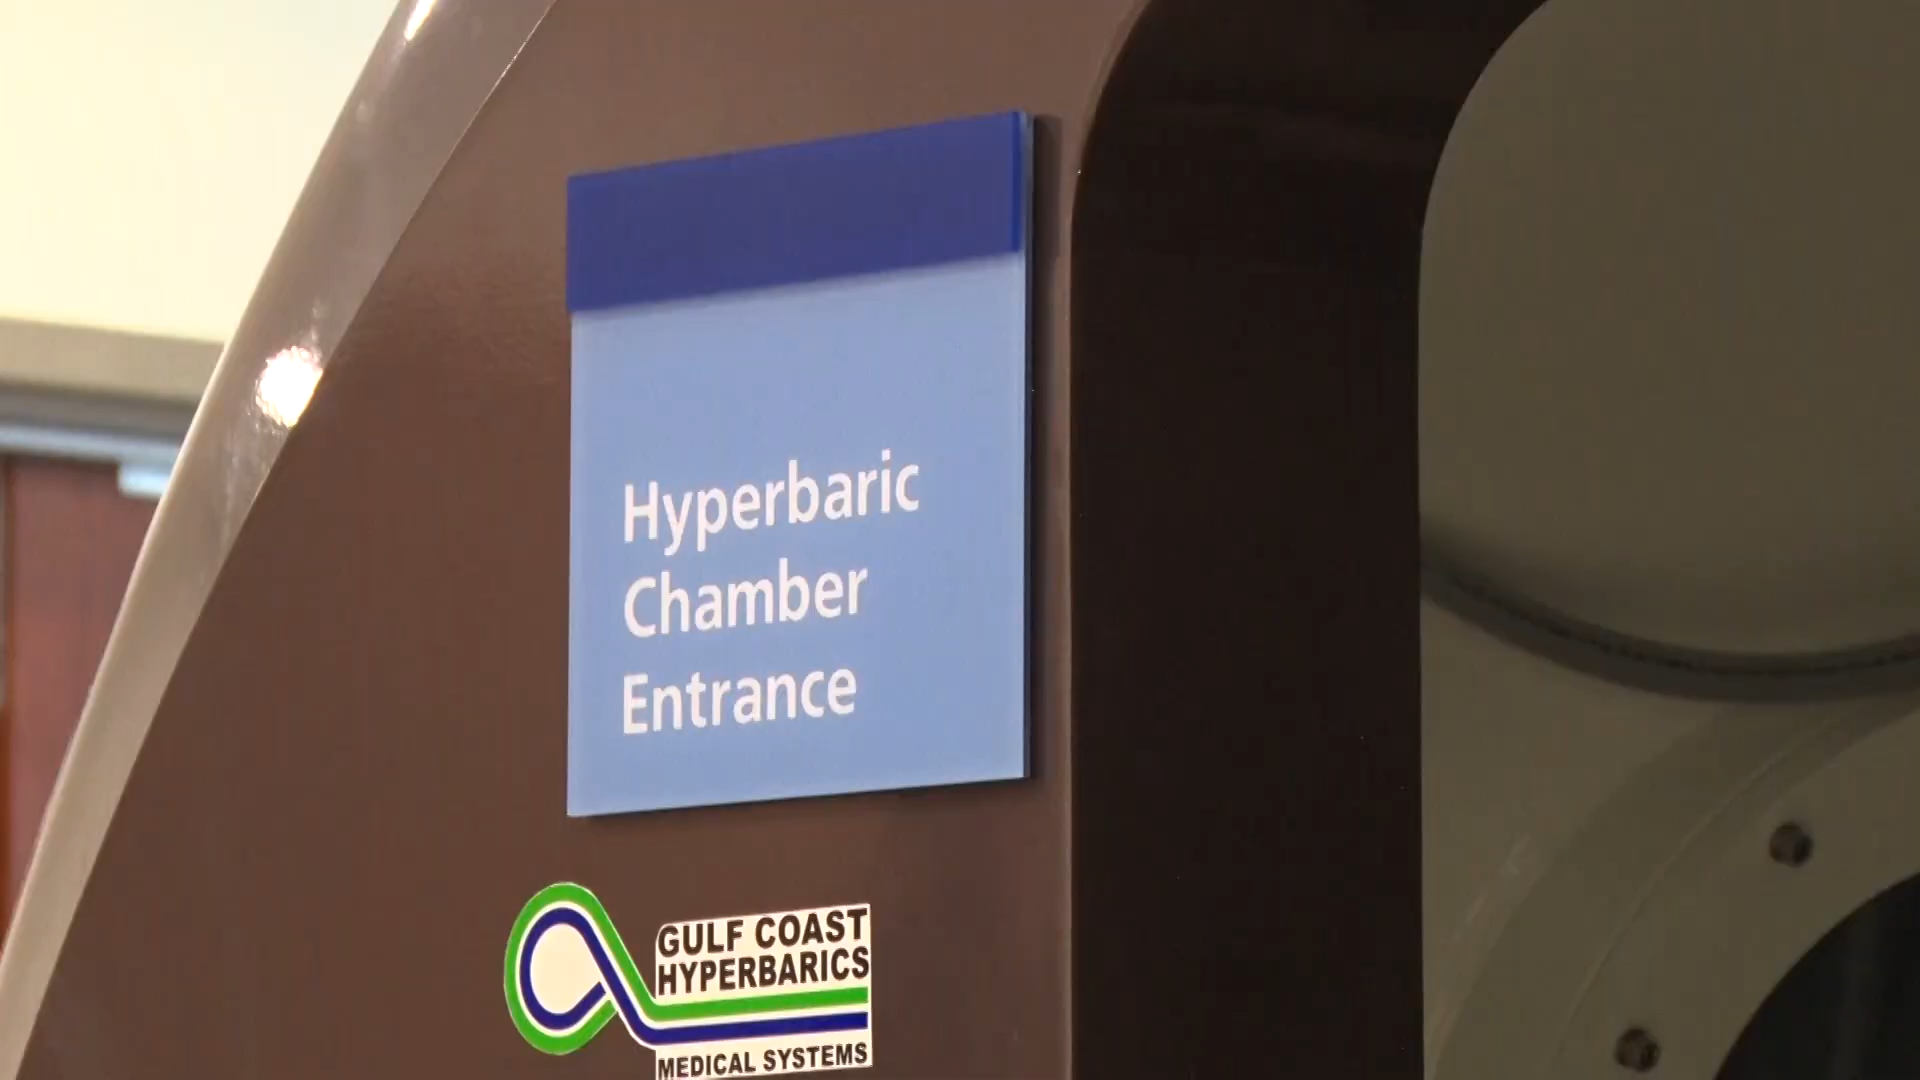 Hyperbaric
Chamber
Entrance
GULF COAST
HYPERBARICS
MEDICAL SYSTEMS